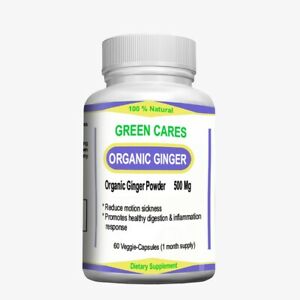 100 % Natural
GREEN CARES
ORGANIC GINGER
Organic Ginger Powder 500 Mg
* Reduce motion sickness
* Promotes healthy digestion & inflammation
response
60 Veggie-Capsules (1 month supply)
Dietary Supplement